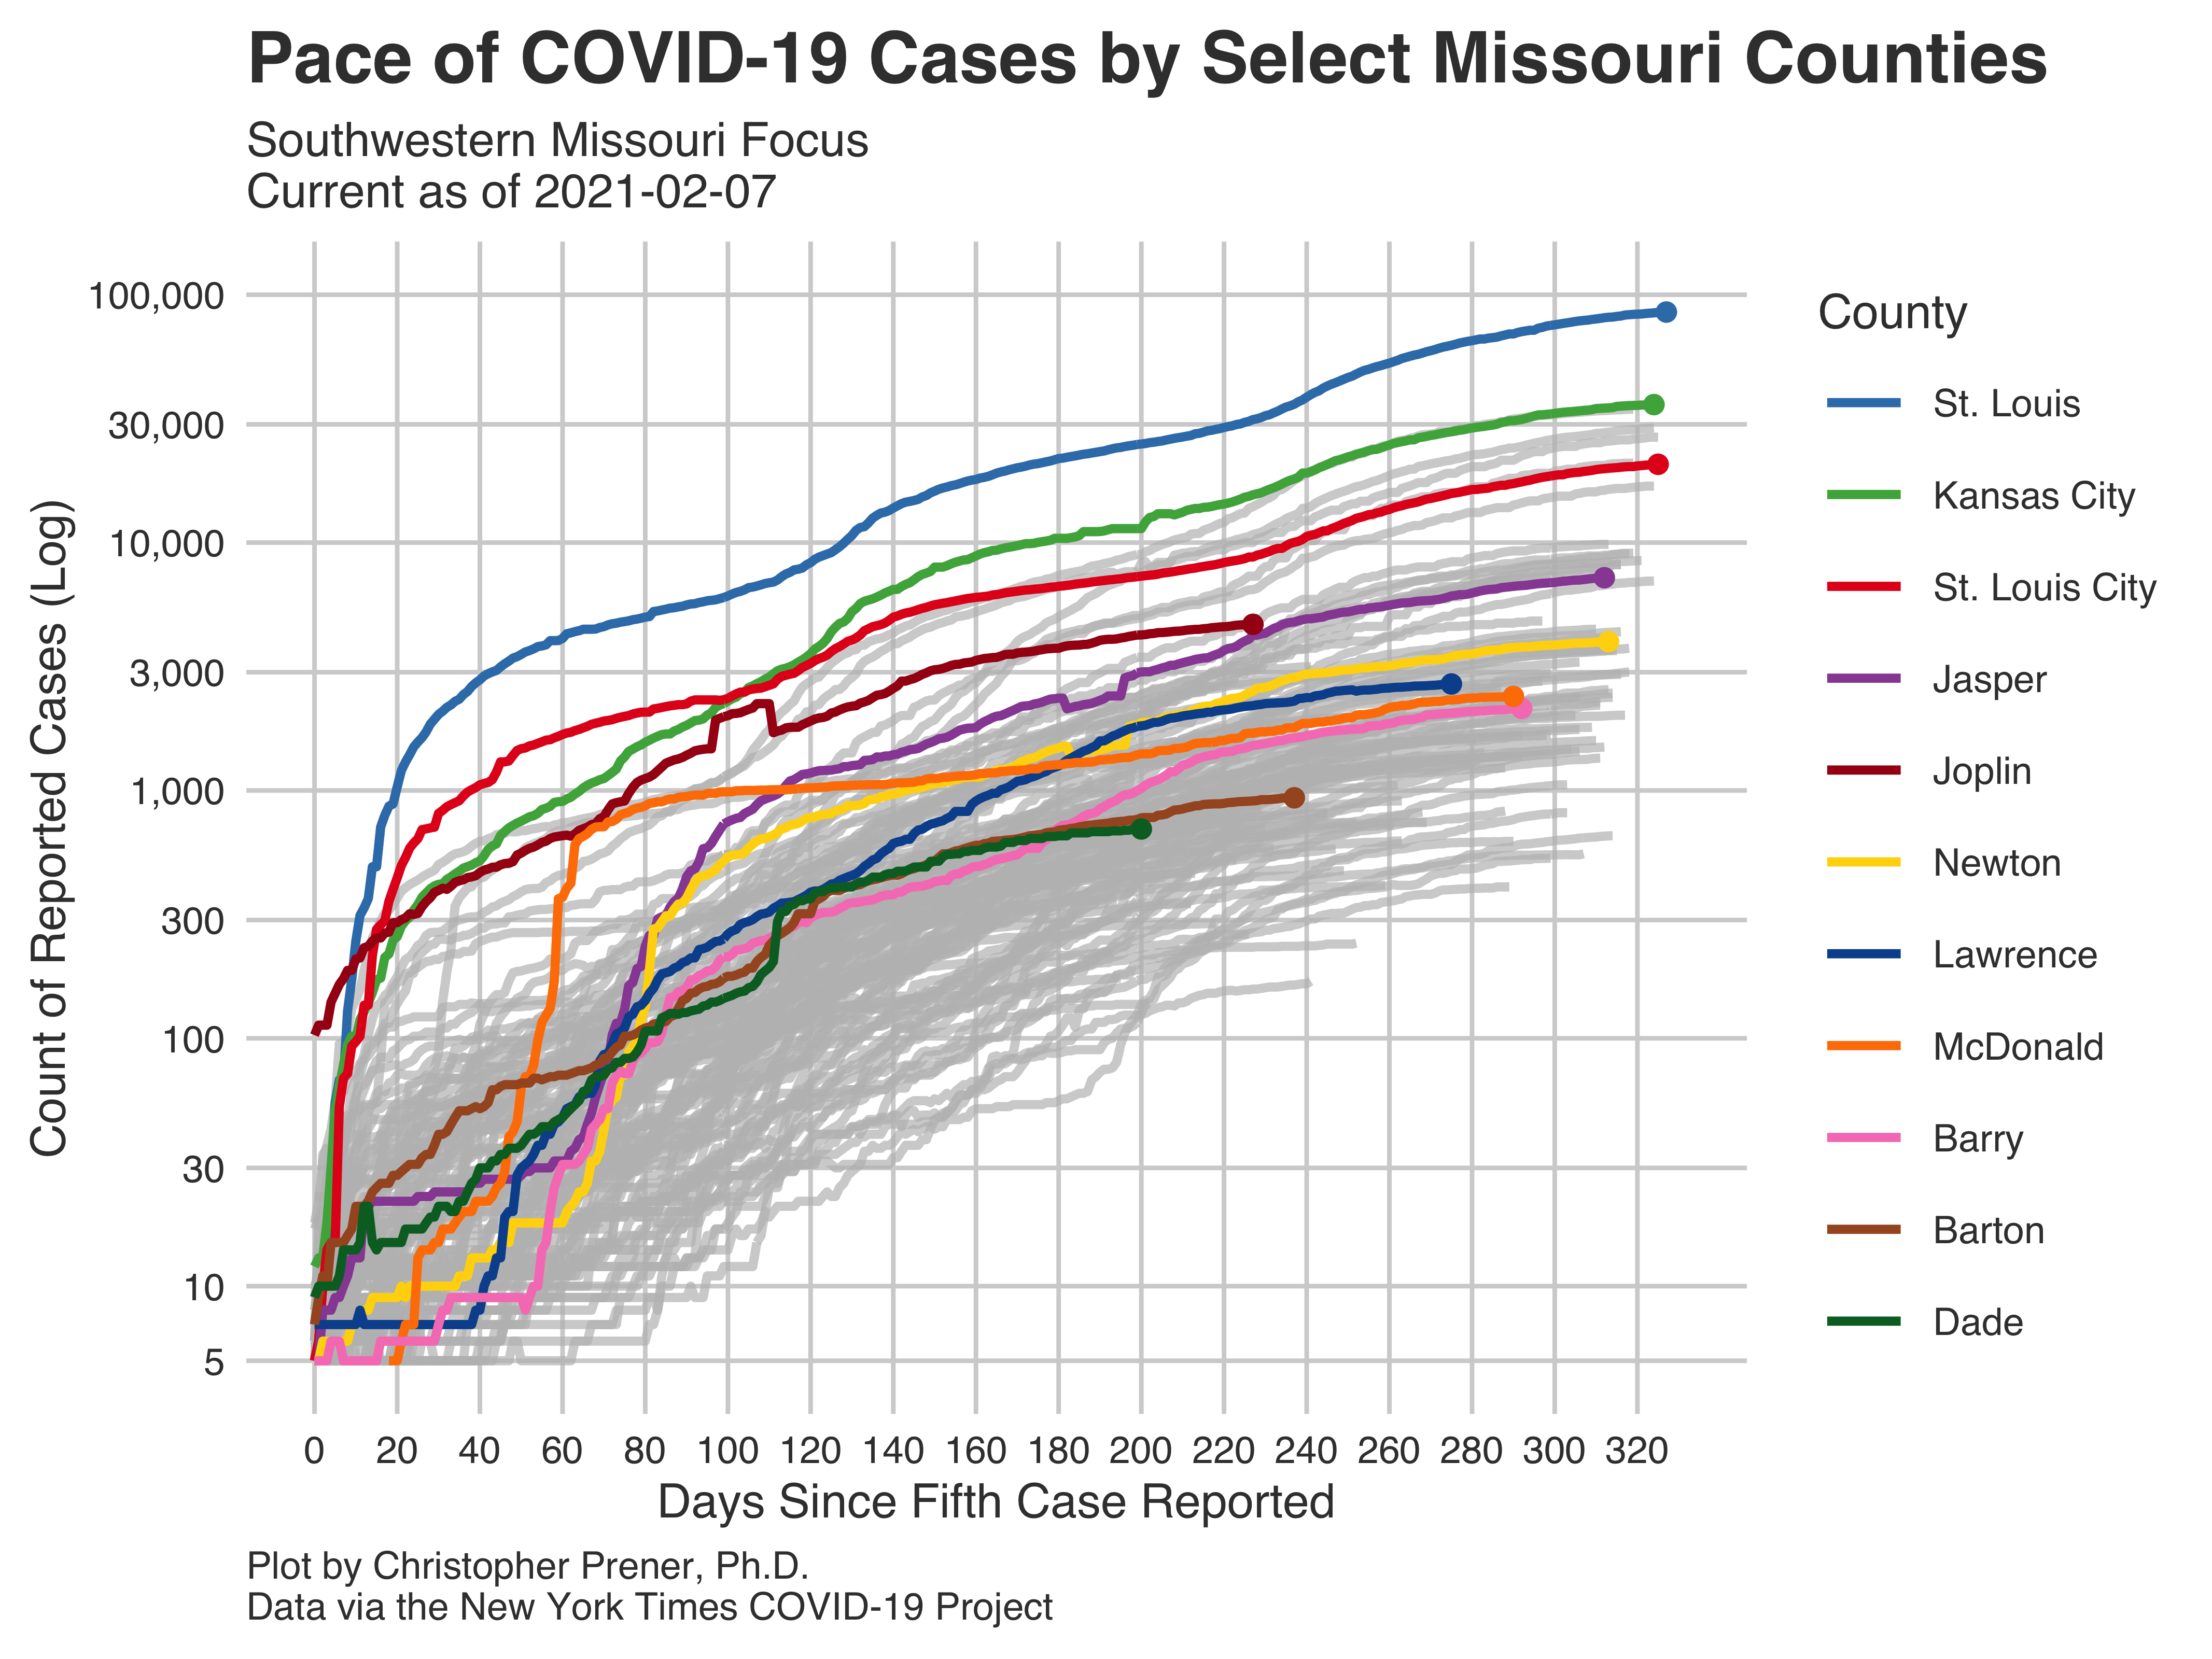 Pace of COVID-19 Cases by Select Missouri Counties
Southwestern Missouri Focus
Current as of 2021-02-07
Count of Reported Cases (Log)
100,000
30,000
10,000
3,000
1,000
300
100
30
10
5
0 20 40 60 80 100 120 140 160 180 200 220 240 260 280 300 320
Days Since Fifth Case Reported
County
St. Louis
Kansas City
St. Louis City
Jasper
Joplin
Newton
Lawrence
McDonald
Barry
Barton
Dade
Plot by Christopher Prener, Ph.D.
Data via the New York Times COVID-19 Project